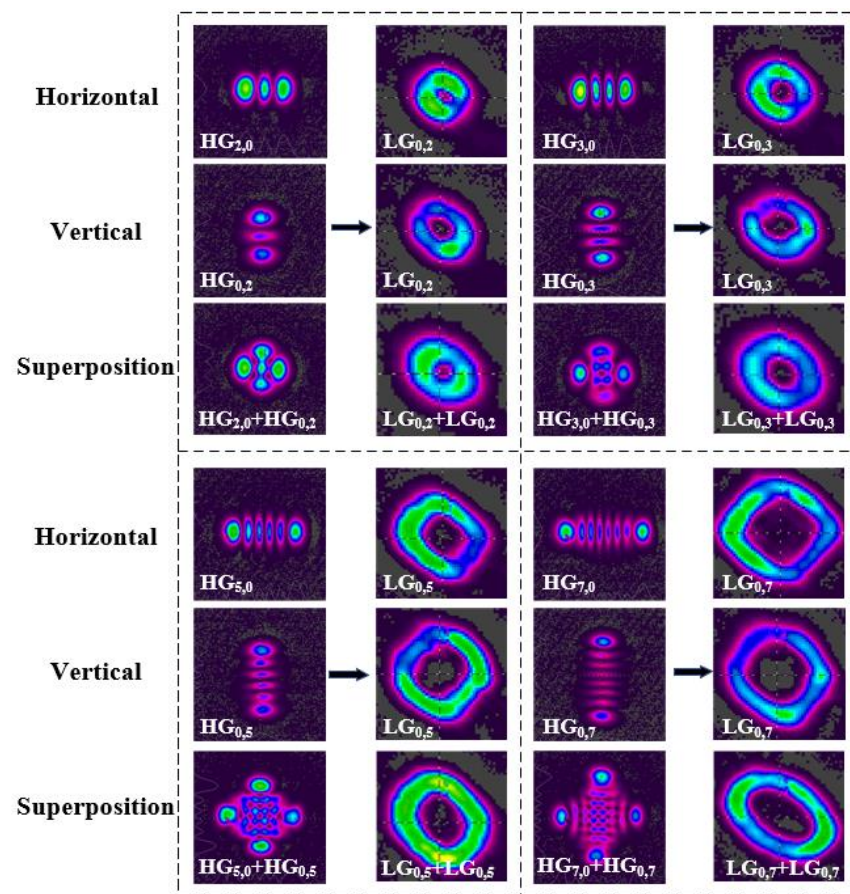 Horizontal
HG2,0
LG0,2
HG3,0
LG0,3
Vertical
HG0,2
LG0,2
HG0,3
LG0,3
Superposition
HG2,0+HG0,2
LG0,2+LG0,2
HG3,0+HG0,3
LG0,3+LG0,3
Horizontal
HG5,0
LG0,5
HG7,0
LG0,7
Vertical
HG0,5
LG0,5
HG0,7
LG0,7
Superposition
HG5,0+HG0,5
LG0,5+LG0,5
HG7,0+HG0,7
LG0,7+LG0,7